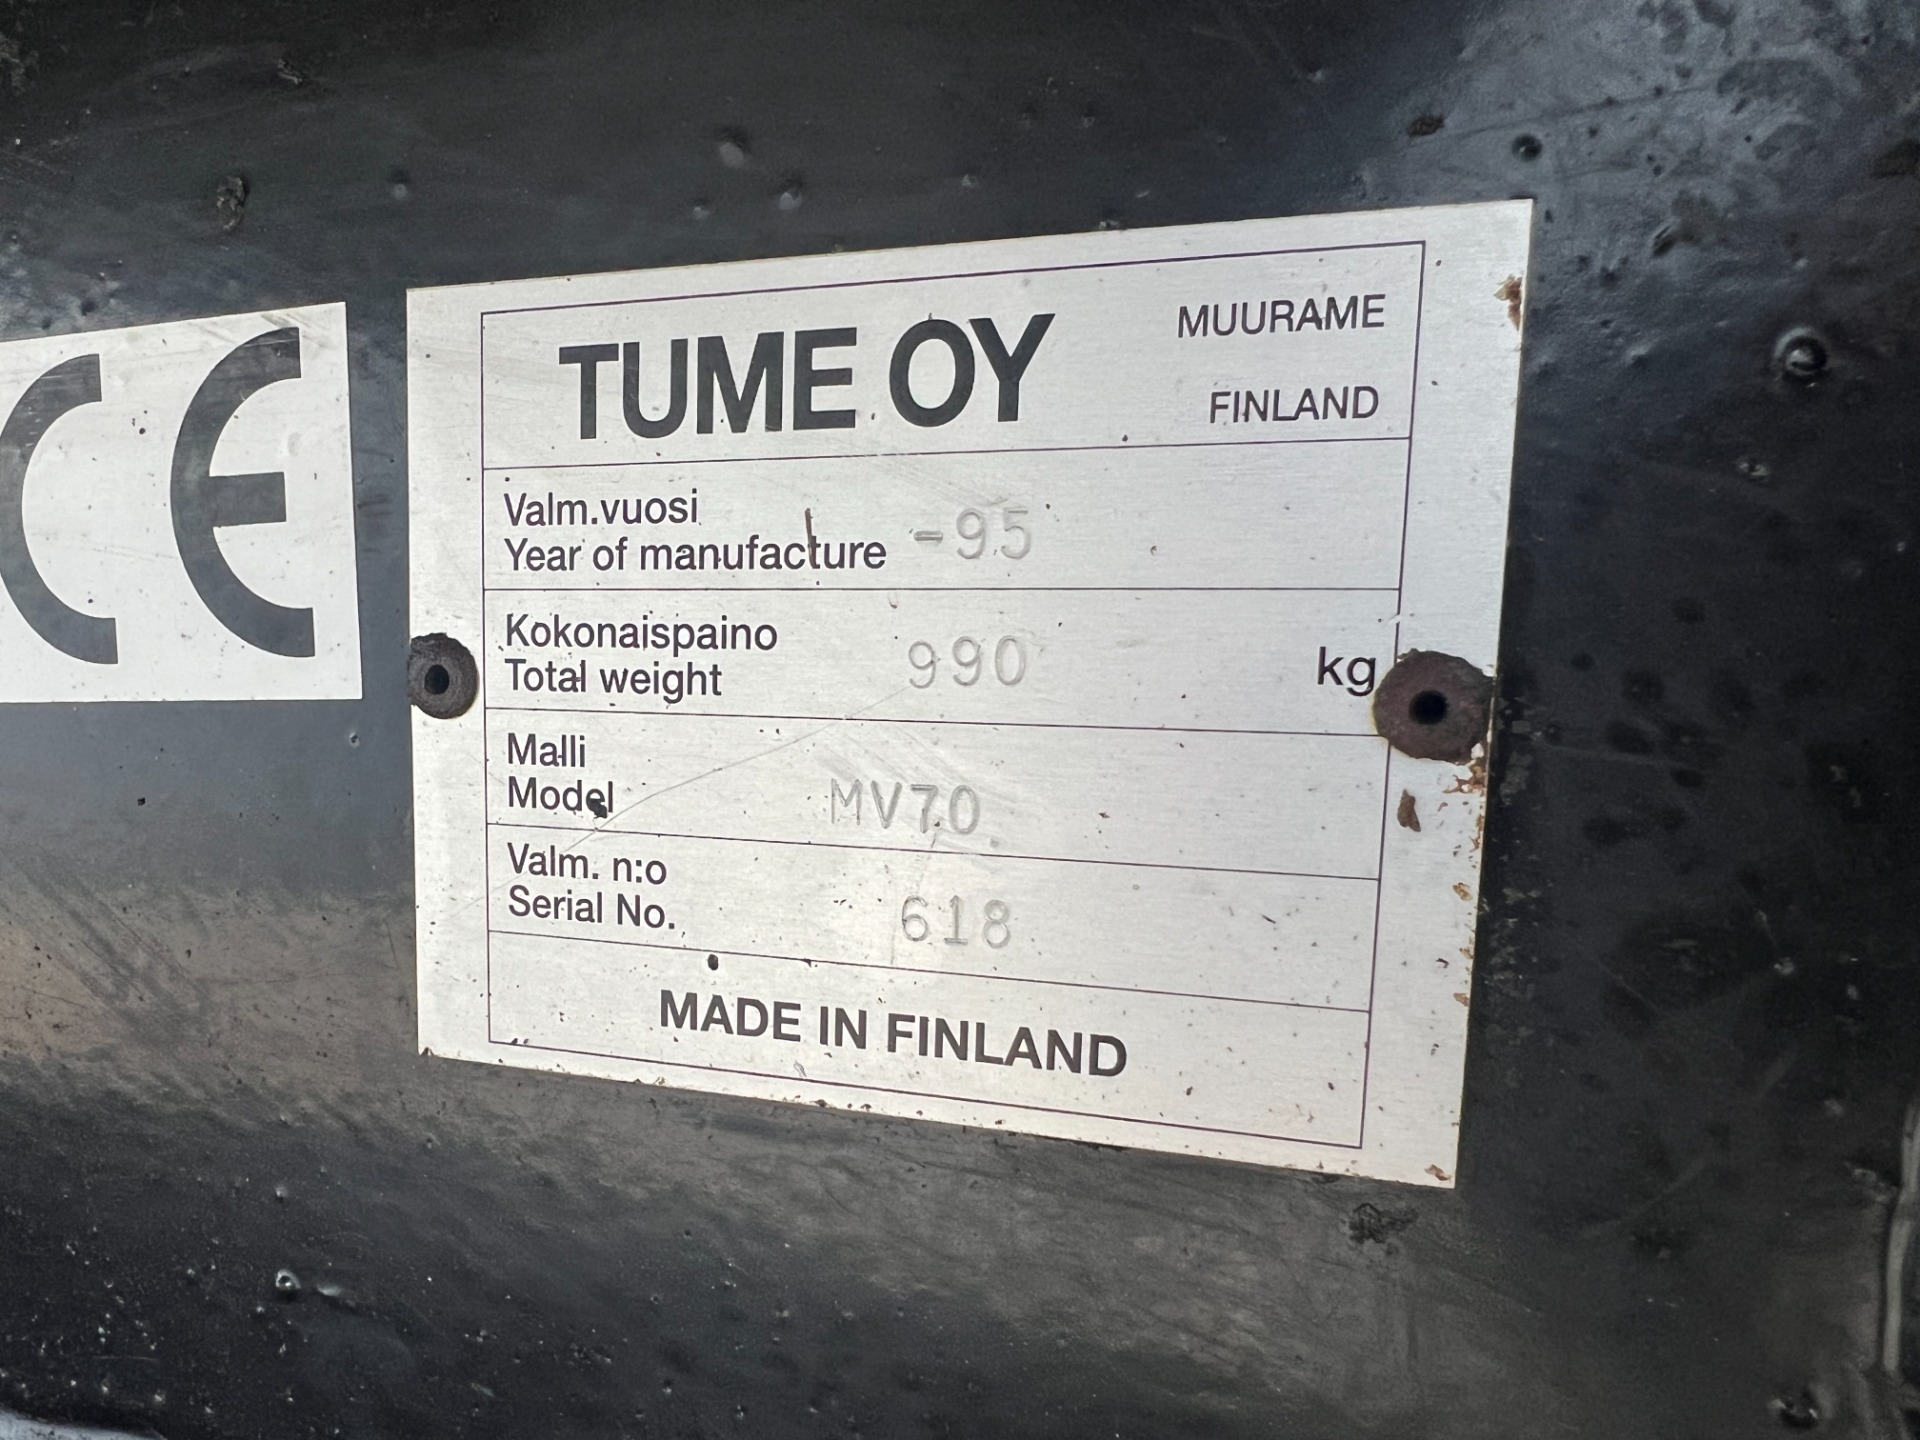 CE
TUME OY
MUURAME
FINLAND
Valm.vuosi
Year of manufacture -95
Kokonaispaino
Total weight 990 kg
Malli
Model MV70
Valm. n:o
Serial No. 618
MADE IN FINLAND